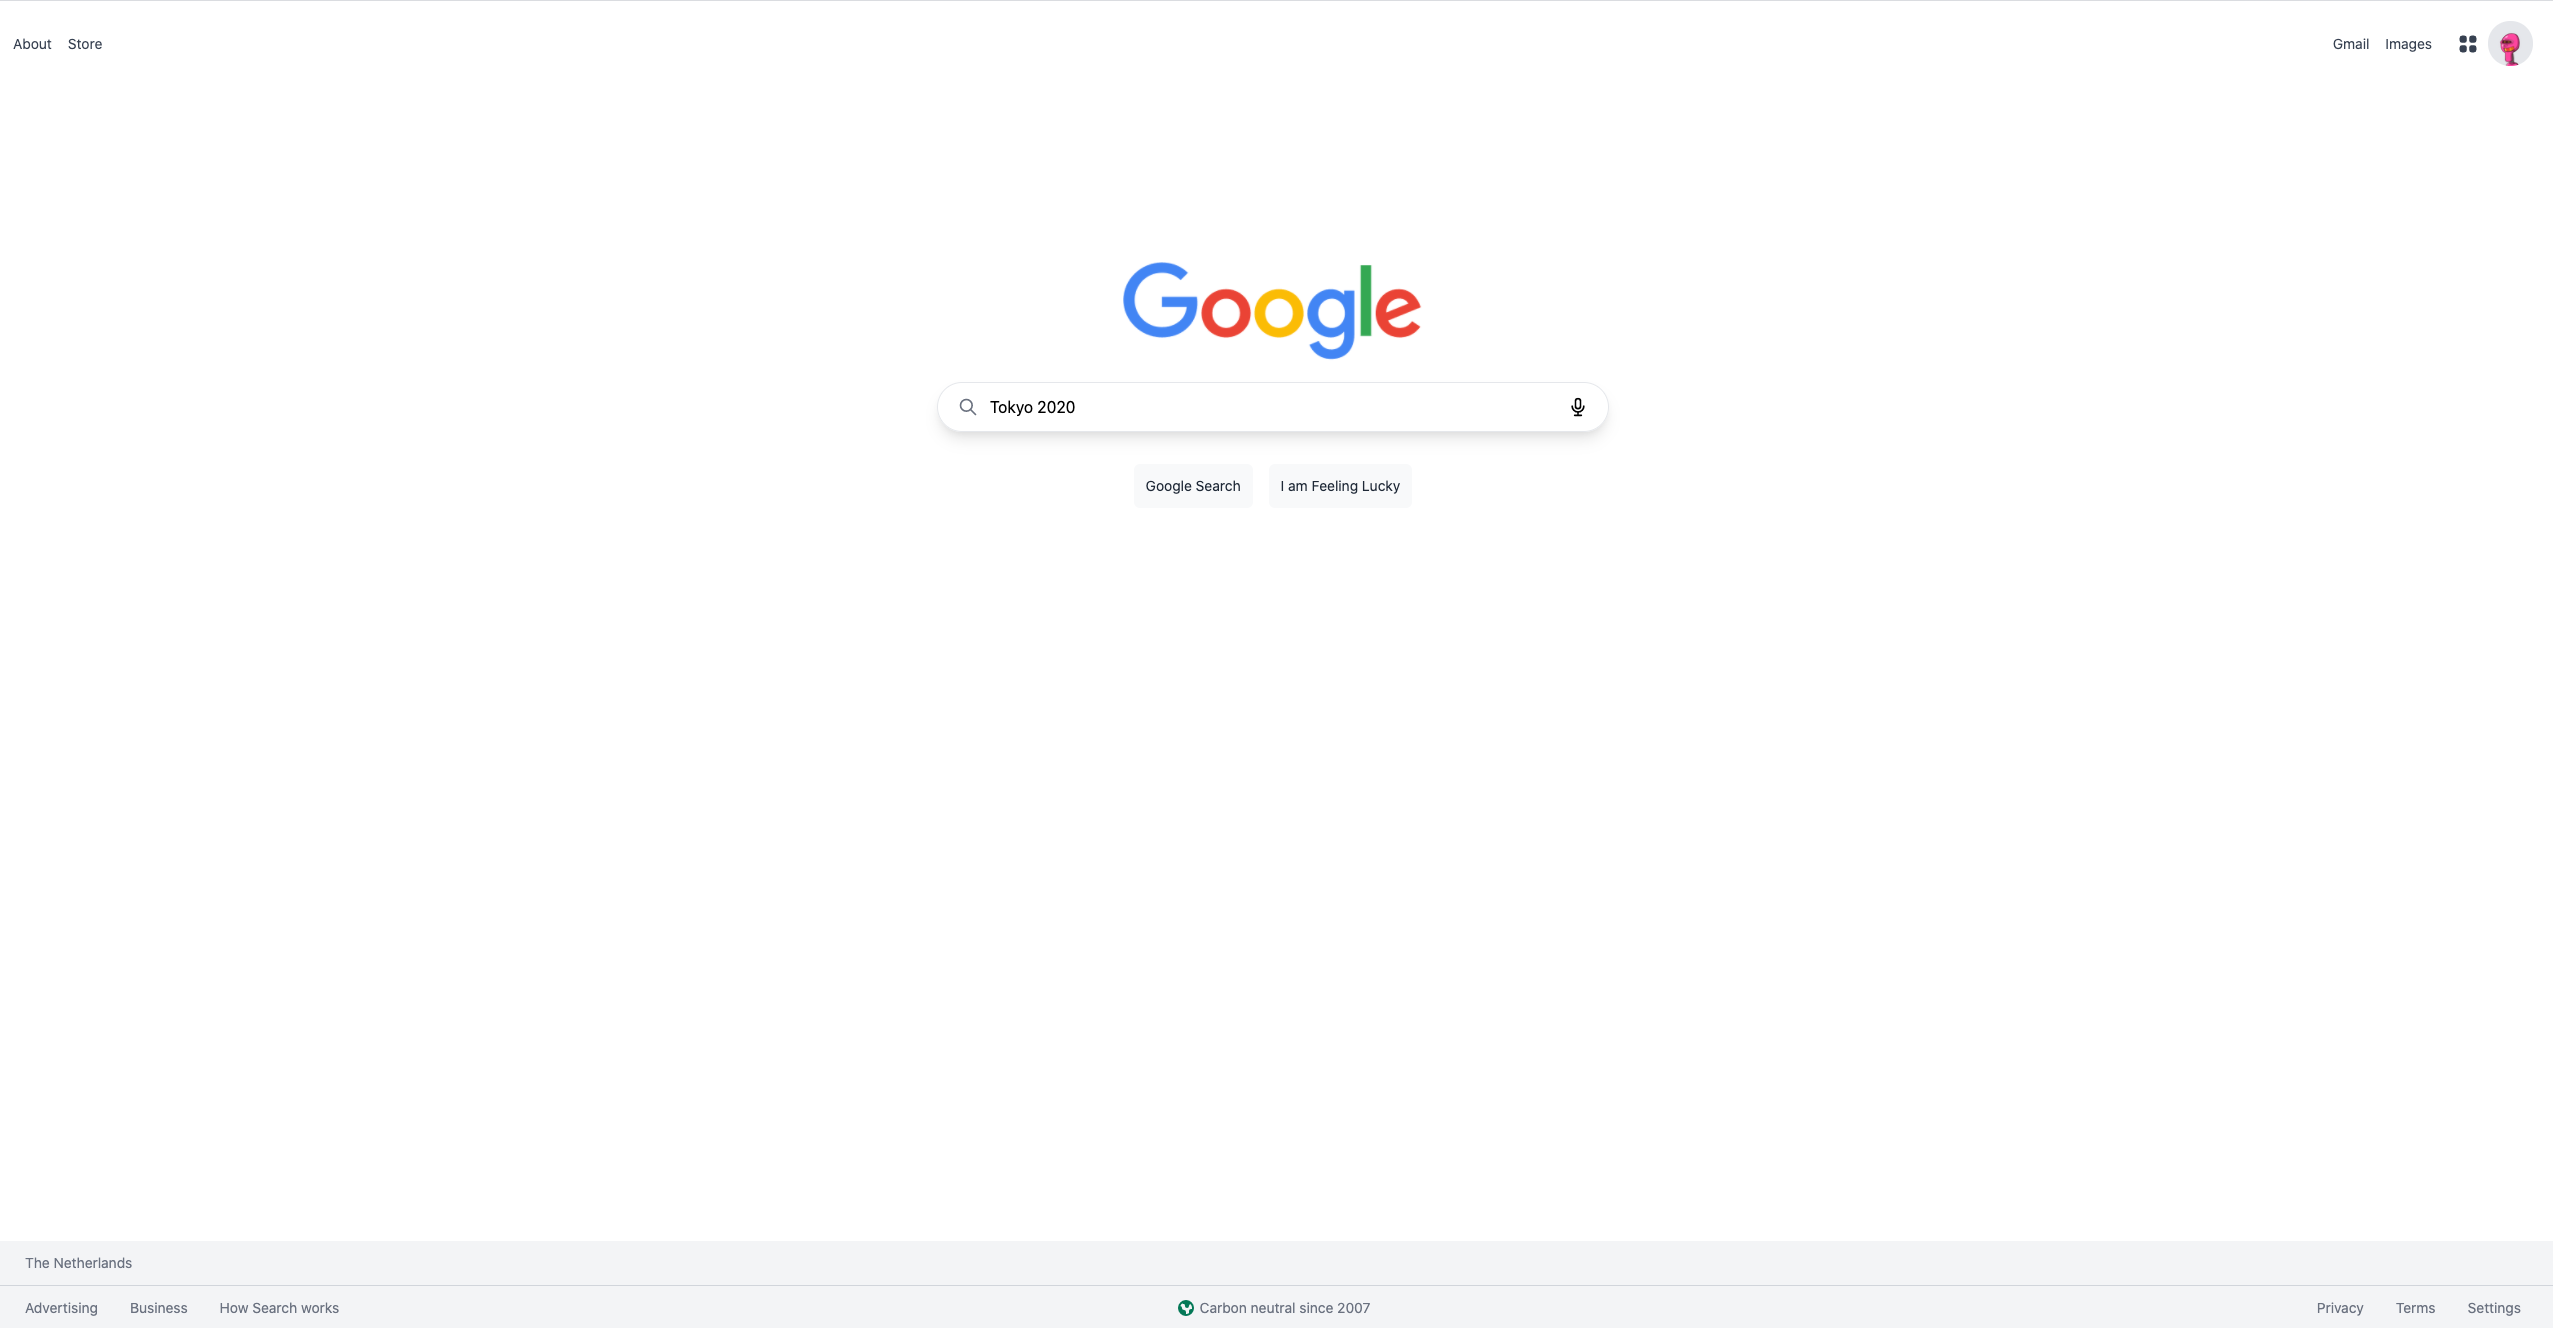 About Store
Gmail Images
Google
Tokyo 2020
Google Search
I am Feeling Lucky
The Netherlands
Advertising Business How Search works
Carbon neutral since 2007
Privacy Terms Settings